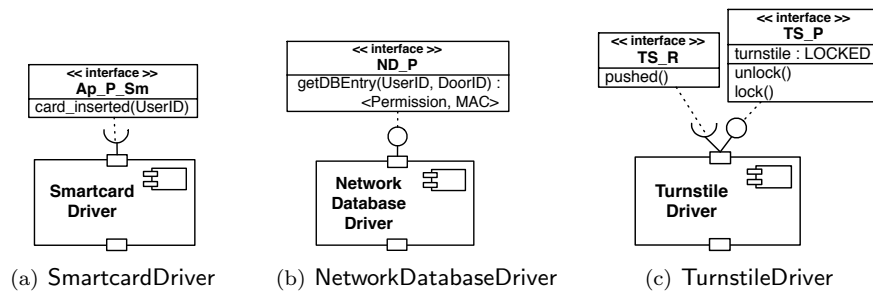 << interface >>
Ap_P_Sm
card_inserted(UserID)
Smartcard
Driver
(a) SmartcardDriver
<< interface >>
ND_P
getDBEntry(UserID, DoorID) :
<Permission, MAC>
Network
Database
Driver
(b) NetworkDatabaseDriver
<< interface >>
TS_R
pushed()
<< interface >>
TS_P
turnstile : LOCKED
unlock()
lock()
Turnstile
Driver
(c) TurnstileDriver